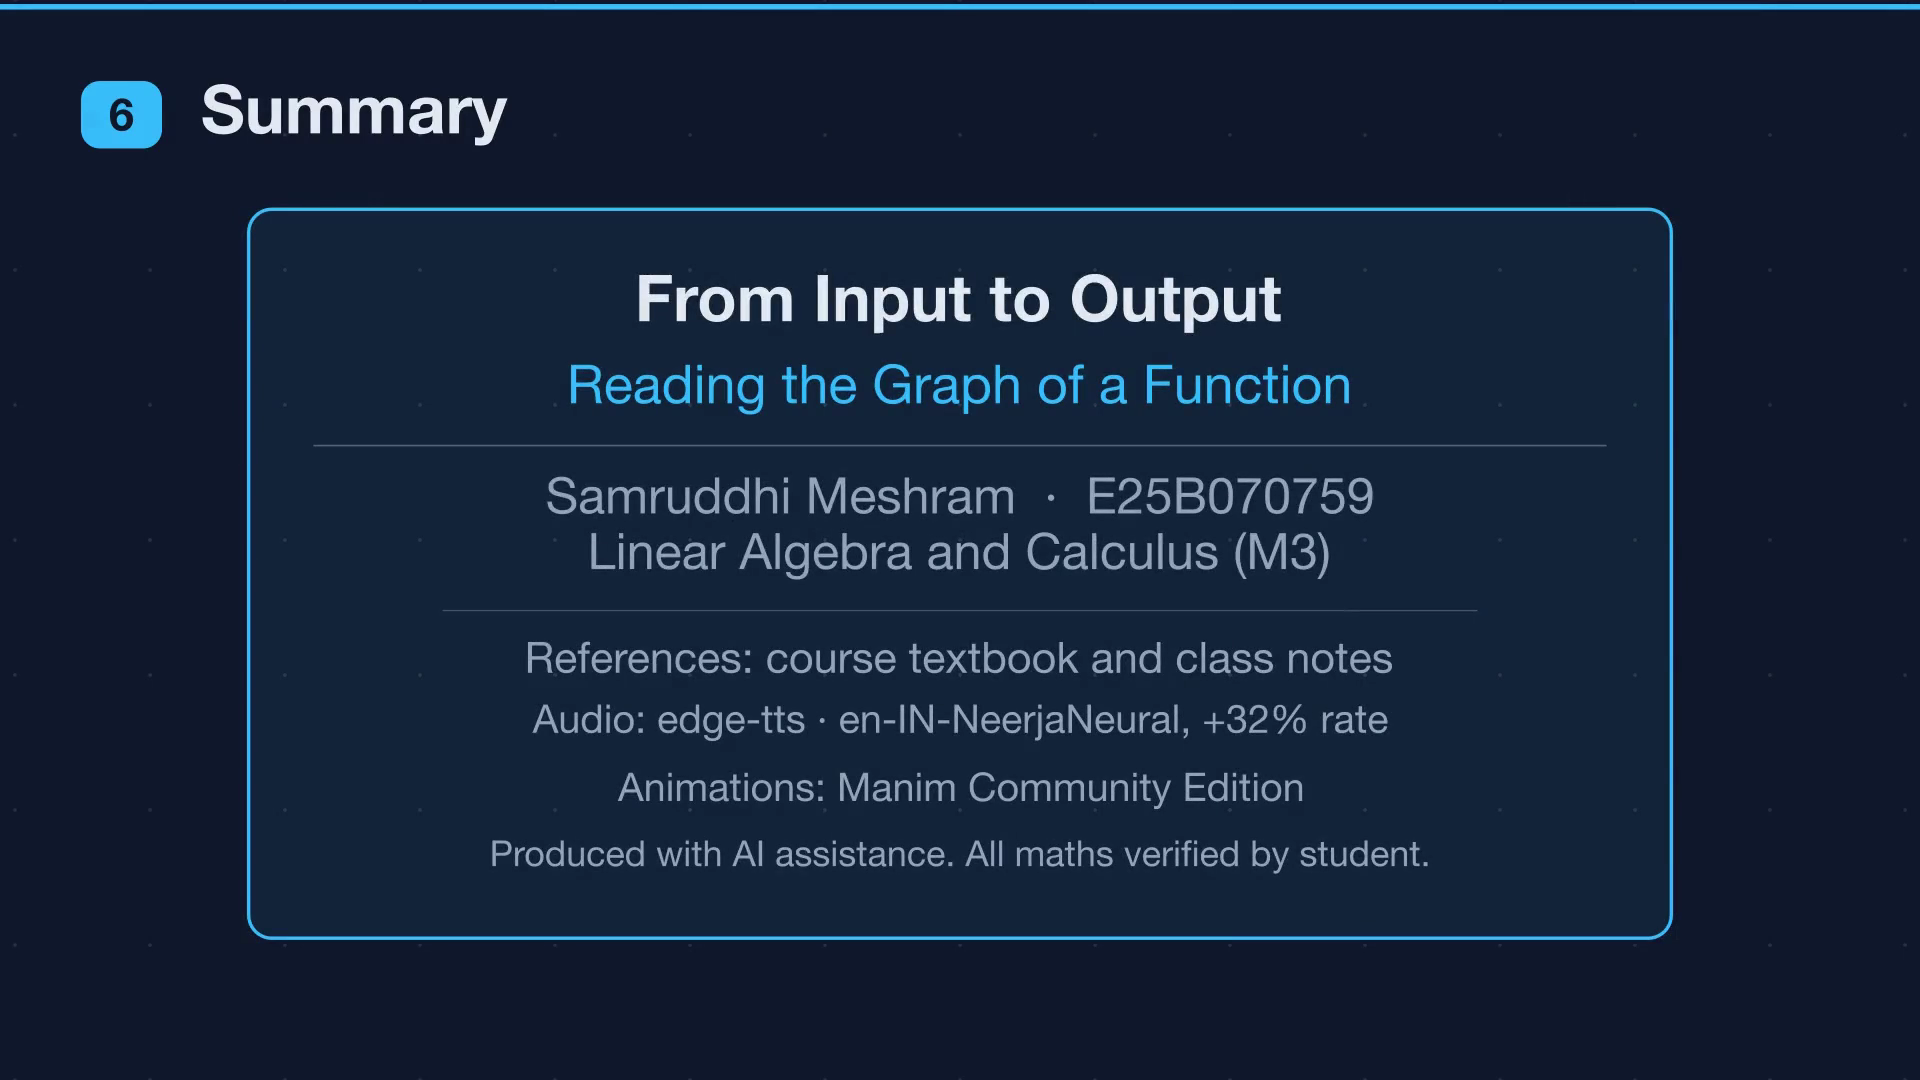 6 Summary
From Input to Output
Reading the Graph of a Function
Samruddhi Meshram · E25B070759
Linear Algebra and Calculus (M3)
References: course textbook and class notes
Audio: edge-tts · en-IN-NeerjaNeural, +32% rate
Animations: Manim Community Edition
Produced with AI assistance. All maths verified by student.